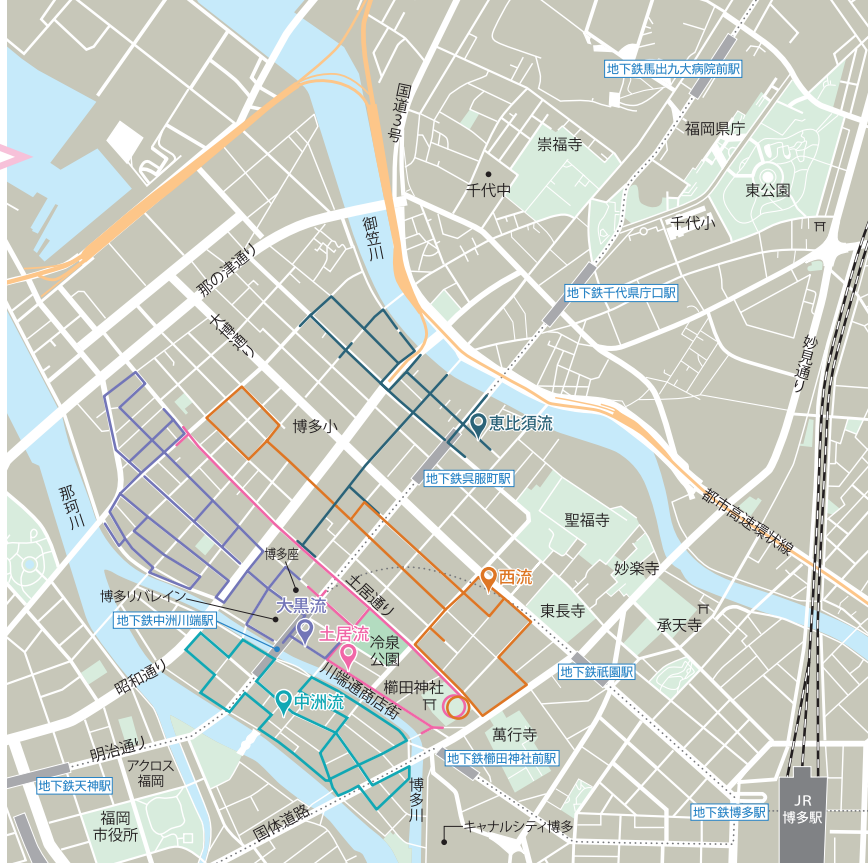 地下鉄馬出九大病院前駅
国道3号
福岡県庁
崇福寺
千代中
東公園
千代小
御笠川
那の津通り
地下鉄千代県庁口駅
大博通り
妙見通り
博多小
恵比須流
地下鉄呉服町駅
那珂川
都市高速環状線
聖福寺
博多座
妙楽寺
西流
土居通り
博多リバレイン
大黒流
東長寺
地下鉄中洲川端駅
承天寺
土居流
冷泉
公園
昭和通り
地下鉄祇園駅
川端通商店街
櫛田神社
中洲流
萬行寺
明治通り
地下鉄櫛田神社前駅
アクロス
福岡
地下鉄天神駅
博多川
JR
博多駅
地下鉄博多駅
福岡
市役所
国体道路
キャナルシティ博多